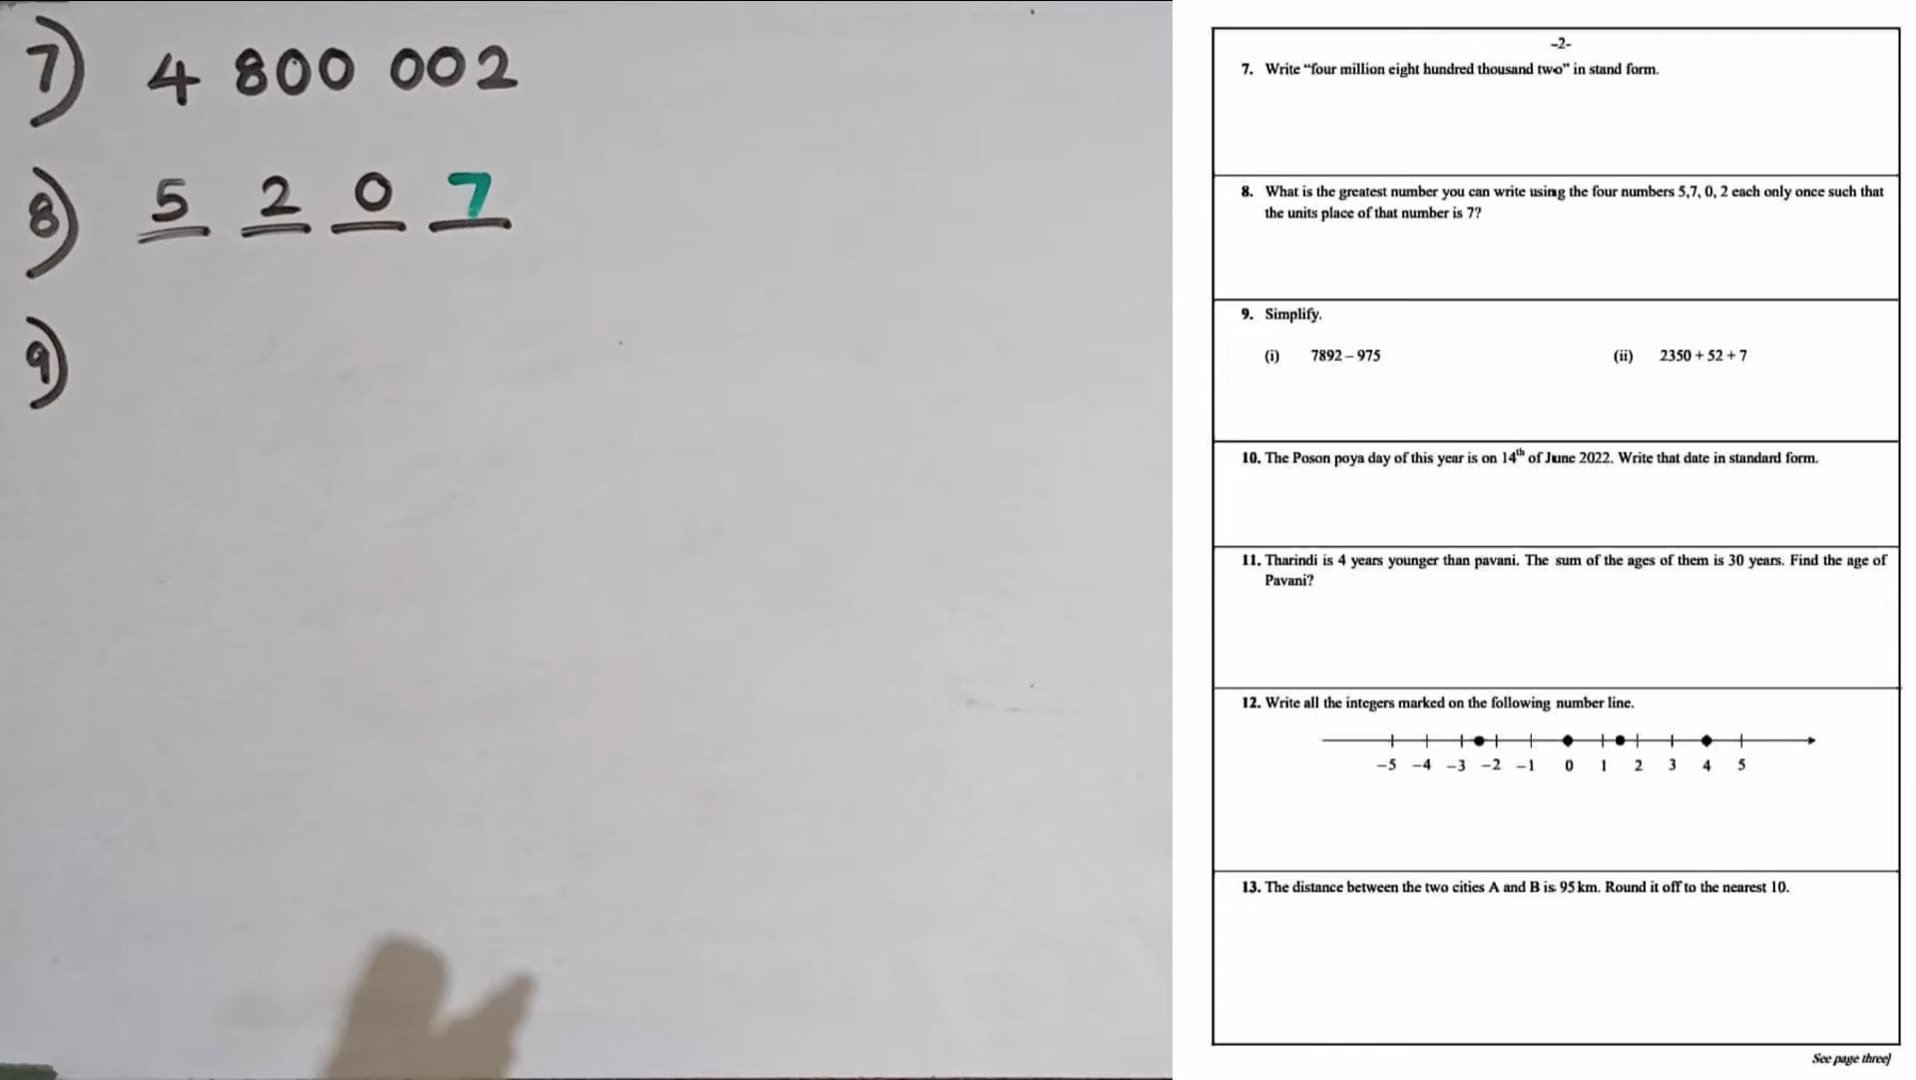 7) 4 800 002
8) 5 2 0 7
9)
-2-
7. Write “four million eight hundred thousand two” in stand form.
8. What is the greatest number you can write using the four numbers 5,7, 0, 2 each only once such that
the units place of that number is 7?
9. Simplify.
(i) 7892 – 975 (ii) 2350 + 52 + 7
10. The Poson poya day of this year is on 14th of June 2022. Write that date in standard form.
11. Tharindi is 4 years younger than pavani. The sum of the ages of them is 30 years. Find the age of
Pavani?
12. Write all the integers marked on the following number line.
–5 –4 –3 –2 –1 0 1 2 3 4 5
13. The distance between the two cities A and B is 95 km. Round it off to the nearest 10.
See page three]